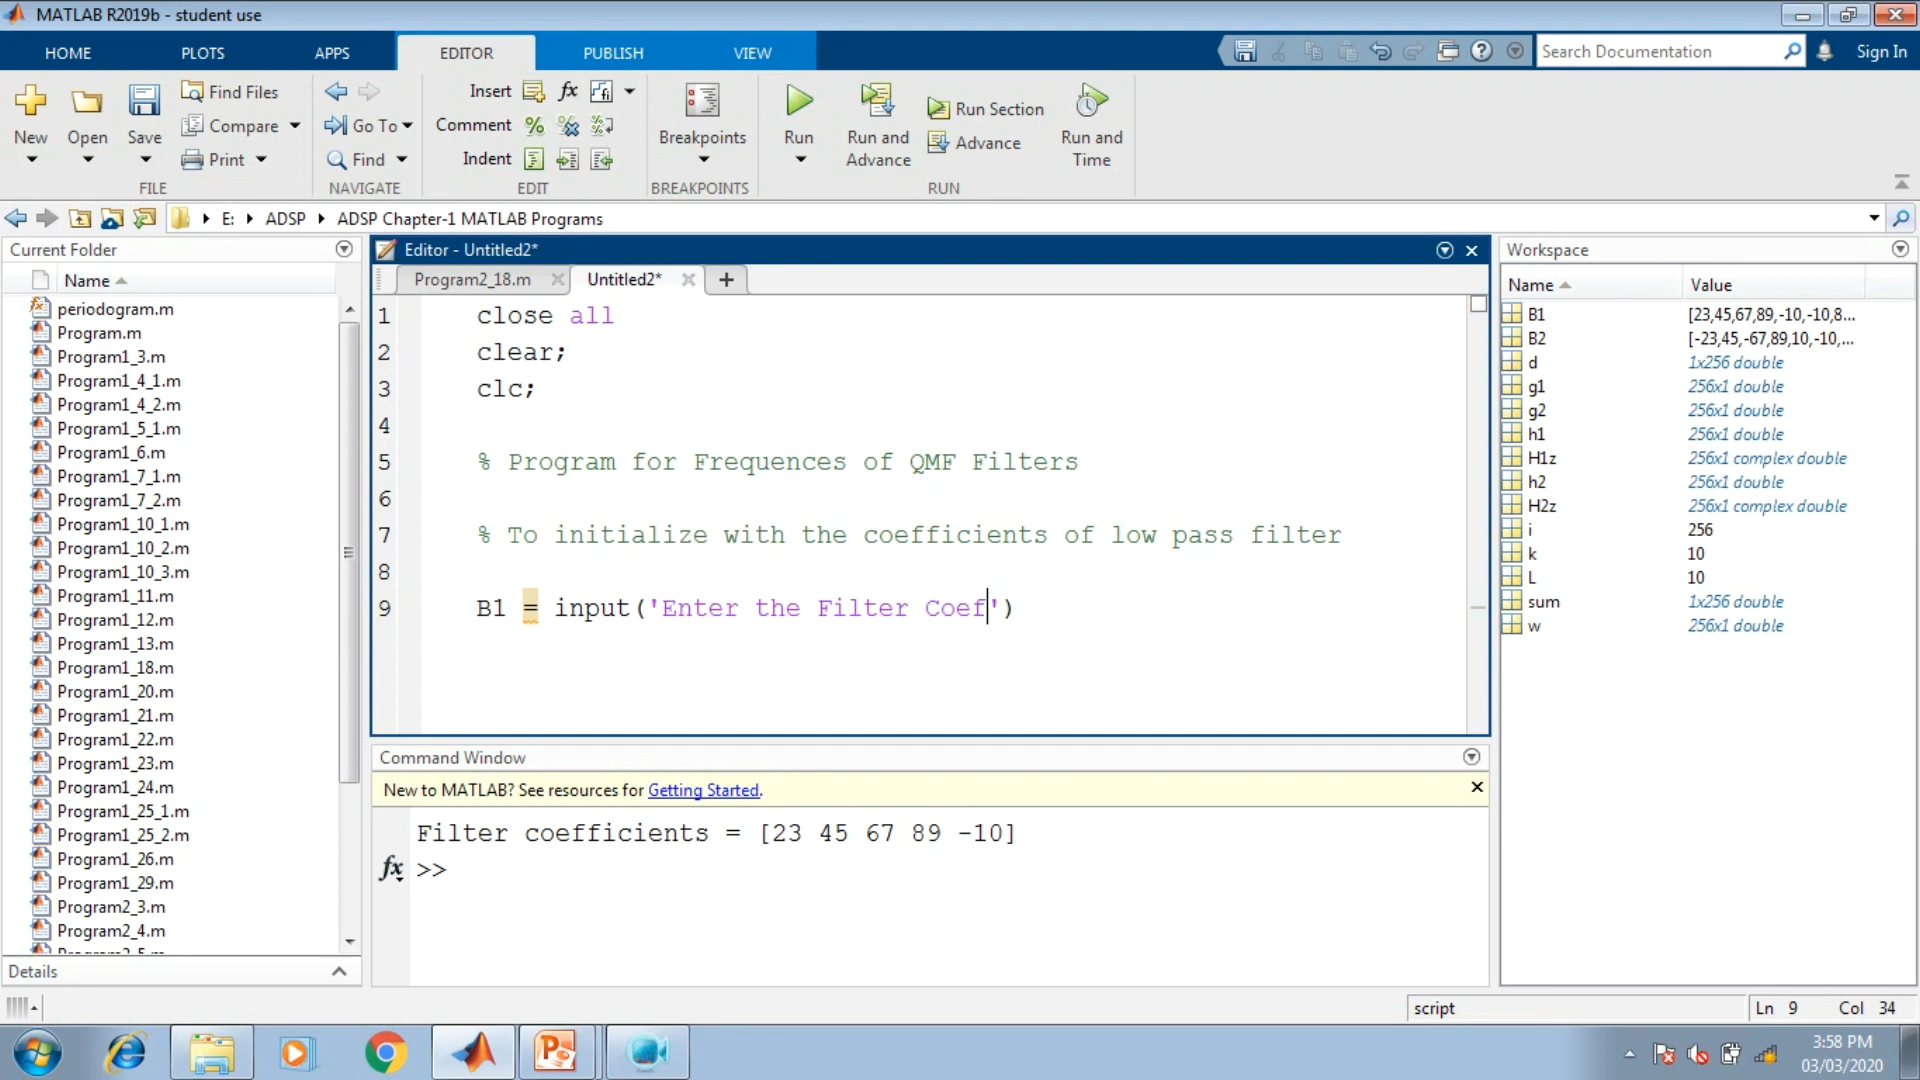 MATLAB R2019b - student use
HOME PLOTS APPS EDITOR PUBLISH VIEW Search Documentation Sign In
New Open Save Find Files Compare Print
FILE
Go To Find
NAVIGATE
Insert fx
Comment
Indent
EDIT
Breakpoints
BREAKPOINTS
Run Run and Advance Run Section Advance Run and Time
RUN
E: ADSP ADSP Chapter-1 MATLAB Programs
Current Folder
Name
periodogram.m
Program.m
Program1_3.m
Program1_4_1.m
Program1_4_2.m
Program1_5_1.m
Program1_6.m
Program1_7_1.m
Program1_7_2.m
Program1_10_1.m
Program1_10_2.m
Program1_10_3.m
Program1_11.m
Program1_12.m
Program1_13.m
Program1_18.m
Program1_20.m
Program1_21.m
Program1_22.m
Program1_23.m
Program1_24.m
Program1_25_1.m
Program1_25_2.m
Program1_26.m
Program1_29.m
Program2_3.m
Program2_4.m
Details
Editor - Untitled2*
Program2_18.m Untitled2* +
1 close all
2 clear;
3 clc;
4
5 % Program for Frequences of QMF Filters
6
7 % To initialize with the coefficients of low pass filter
8
9 B1 = input('Enter the Filter Coef')
Command Window
New to MATLAB? See resources for Getting Started.
Filter coefficients = [23 45 67 89 -10]
fx >>
Workspace
Name Value
B1 [23,45,67,89,-10,-10,8...
B2 [-23,45,-67,89,10,-10,...
d 1x256 double
g1 256x1 double
g2 256x1 double
h1 256x1 double
H1z 256x1 complex double
h2 256x1 double
H2z 256x1 complex double
i 256
k 10
L 10
sum 1x256 double
w 256x1 double
script Ln 9 Col 34
3:58 PM
03/03/2020